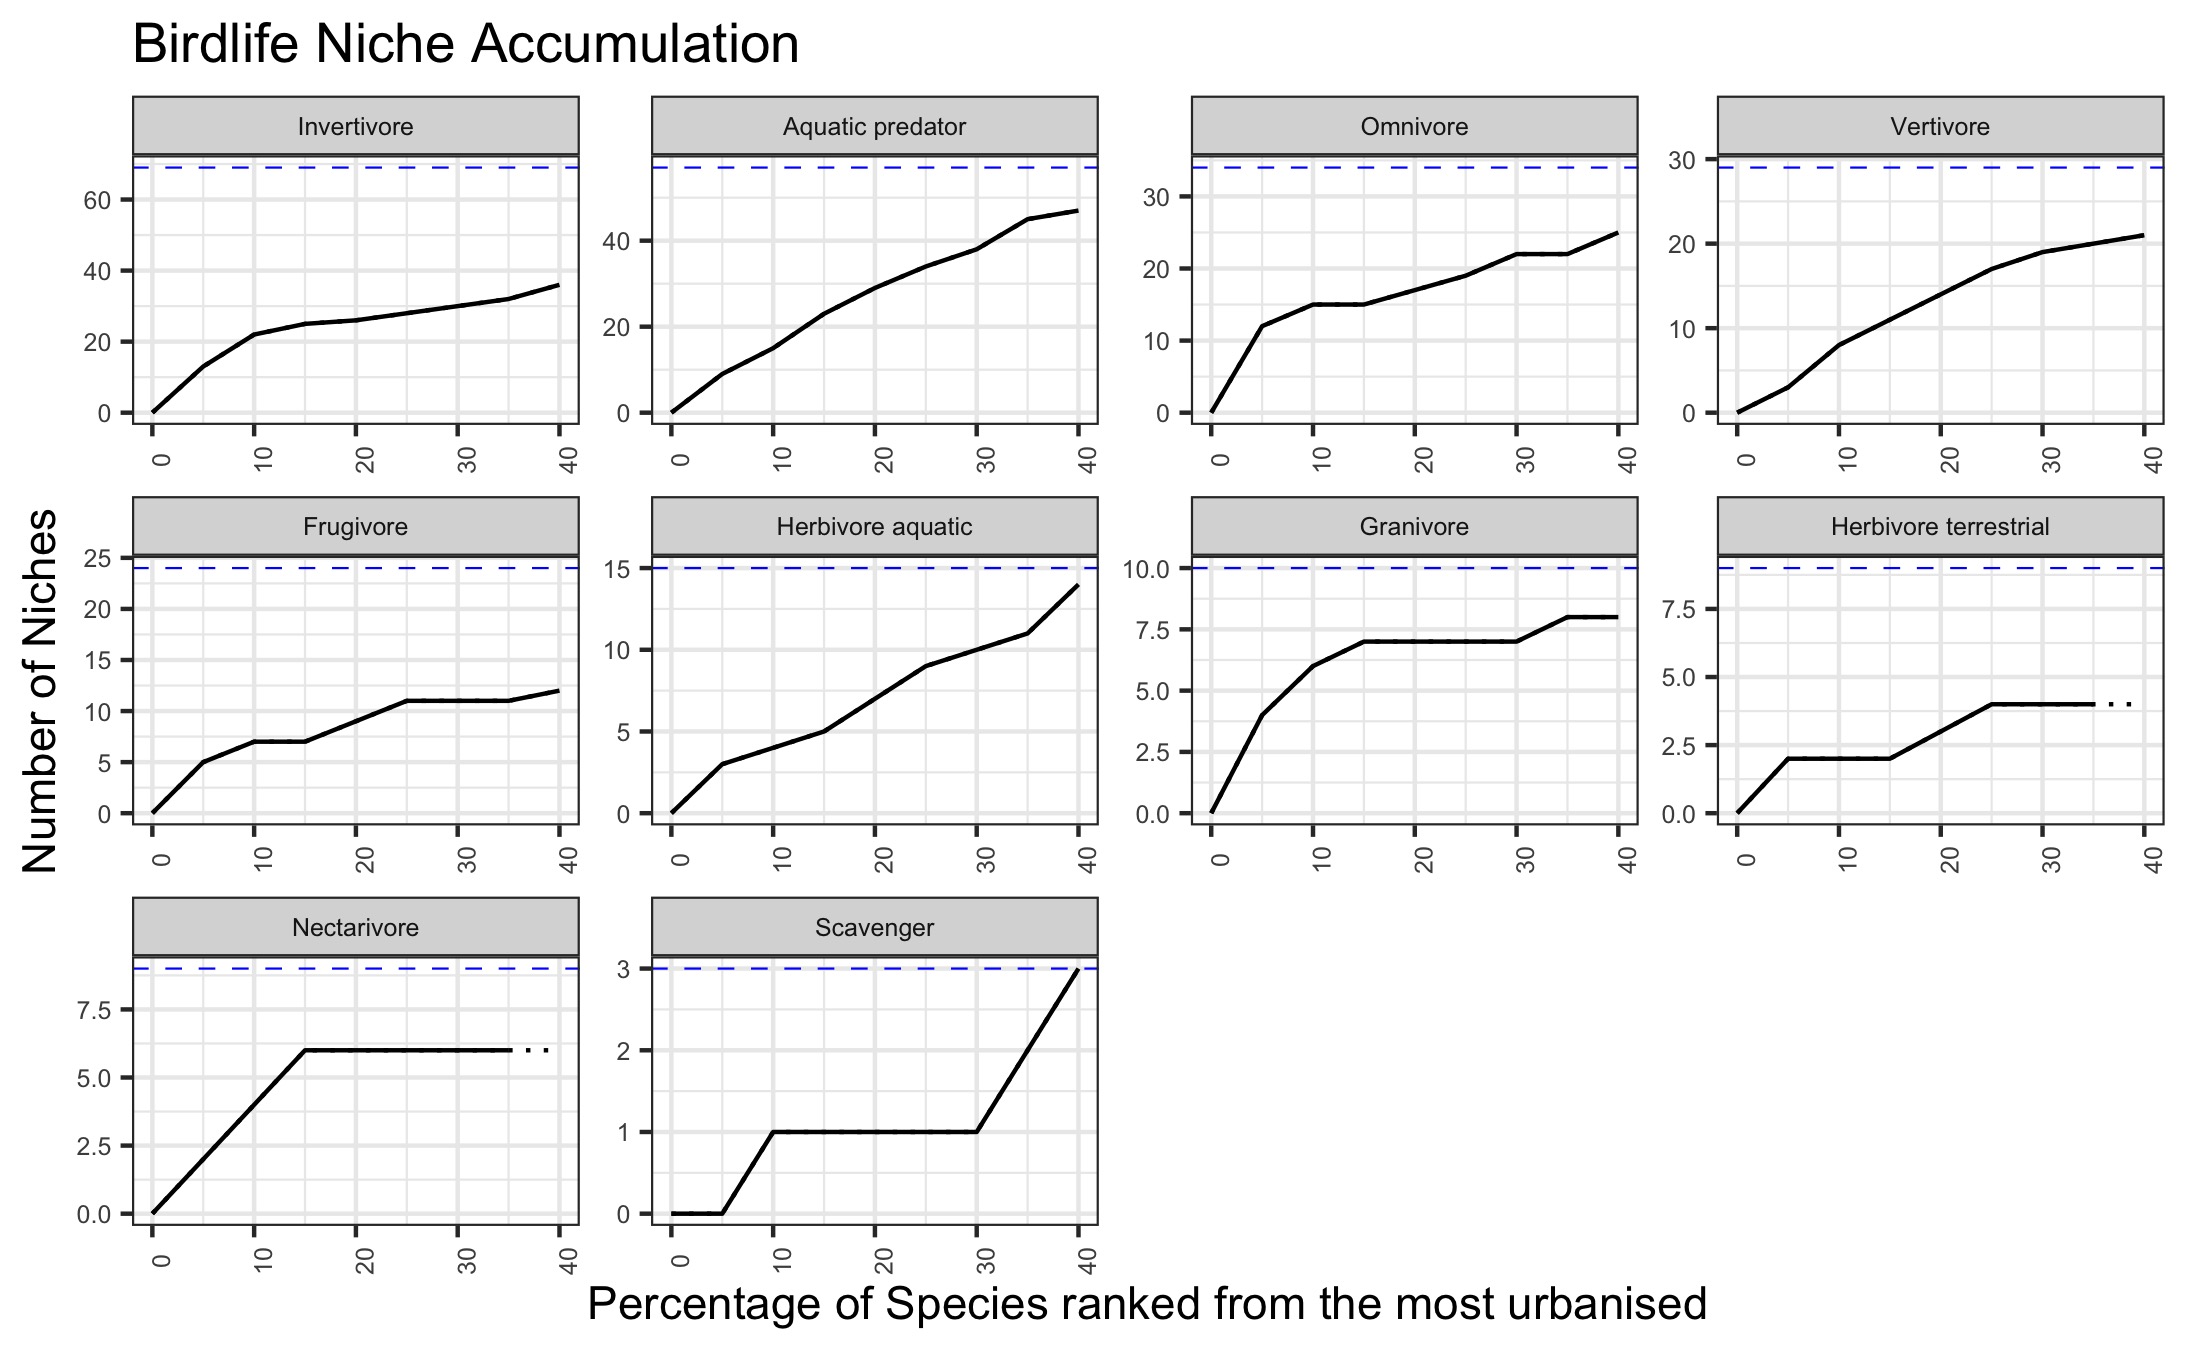 Birdlife Niche Accumulation
Invertivore
Aquatic predator
Omnivore
Vertivore
60
40
20
0
40
20
0
30
20
10
0
30
20
10
0
0 10 20 30 40
0 10 20 30 40
0 10 20 30 40
0 10 20 30 40
Number of Niches
Frugivore
Herbivore aquatic
Granivore
Herbivore terrestrial
25
20
15
10
5
0
15
10
5
0
10.0
7.5
5.0
2.5
0.0
7.5
5.0
2.5
0.0
0 10 20 30 40
0 10 20 30 40
0 10 20 30 40
0 10 20 30 40
Nectarivore
Scavenger
7.5
5.0
2.5
0.0
3
2
1
0
0 10 20 30 40
0 10 20 30 40
Percentage of Species ranked from the most urbanised